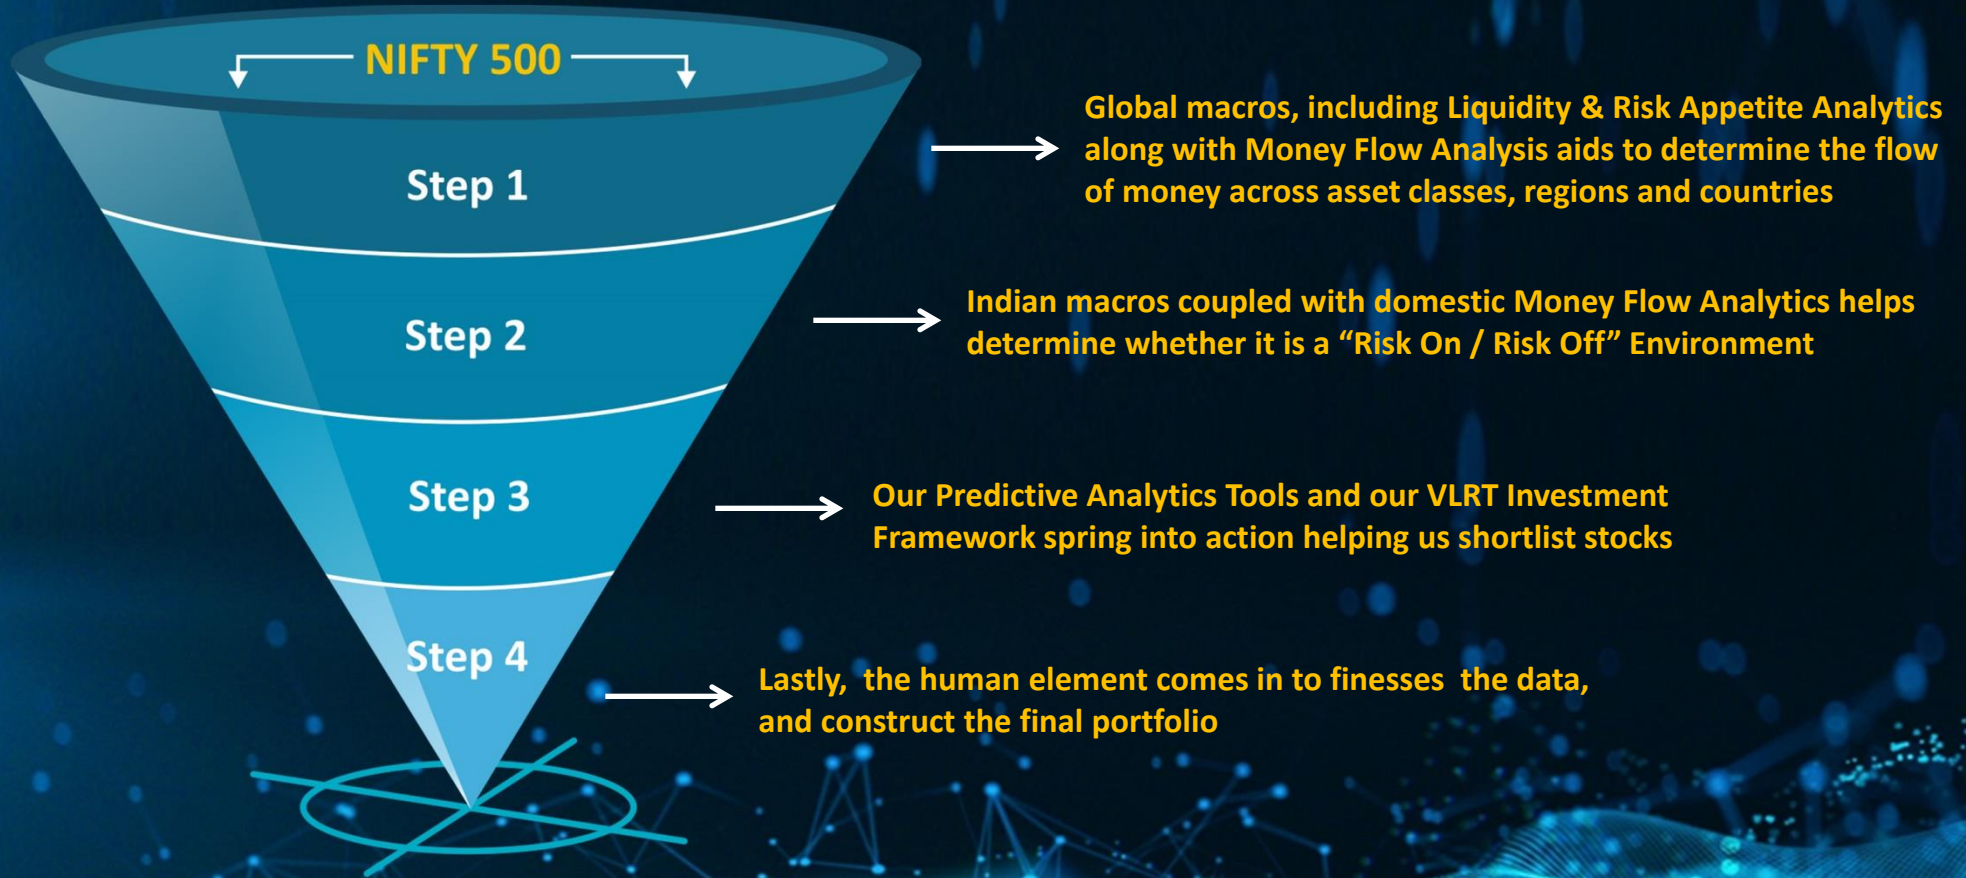 NIFTY 500
Step 1
Global macros, including Liquidity & Risk Appetite Analytics
along with Money Flow Analysis aids to determine the flow
of money across asset classes, regions and countries
Step 2
Indian macros coupled with domestic Money Flow Analytics helps
determine whether it is a “Risk On / Risk Off” Environment
Step 3
Our Predictive Analytics Tools and our VLRT Investment
Framework spring into action helping us shortlist stocks
Step 4
Lastly,  the human element comes in to finesses  the data,
and construct the final portfolio